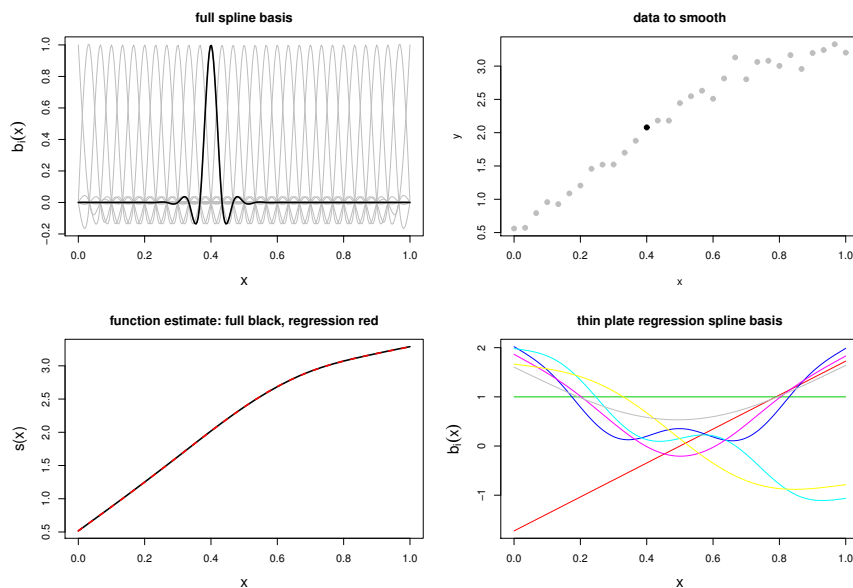 full spline basis
b_i(x)
−0.2 0.0 0.2 0.4 0.6 0.8 1.0
0.0 0.2 0.4 0.6 0.8 1.0
x
data to smooth
y
0.5 1.0 1.5 2.0 2.5 3.0
0.0 0.2 0.4 0.6 0.8 1.0
x
function estimate: full black, regression red
s(x)
0.5 1.0 1.5 2.0 2.5 3.0
0.0 0.2 0.4 0.6 0.8 1.0
x
thin plate regression spline basis
b_i(x)
−1 0 1 2
0.0 0.2 0.4 0.6 0.8 1.0
x